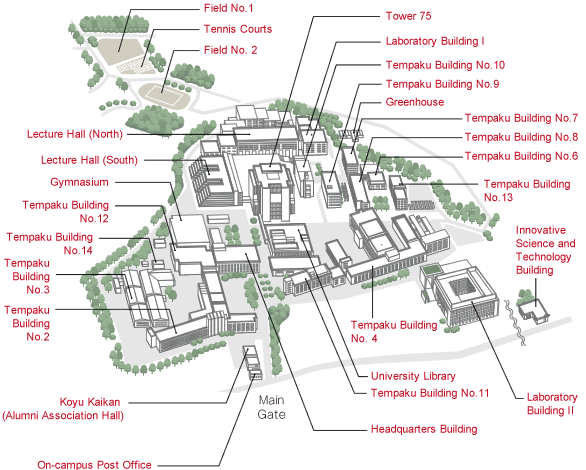 Field No.1
Tennis Courts
Field No. 2
Tower 75
Laboratory Building I
Tempaku Building No.10
Tempaku Building No.9
Greenhouse
Tempaku Building No.7
Tempaku Building No.8
Tempaku Building No.6
Tempaku Building
No.13
Lecture Hall (North)
Lecture Hall (South)
Gymnasium
Tempaku Building
No.12
Tempaku Building
No.14
Tempaku
Building
No.3
Tempaku
Building
No.2
Innovative
Science and
Technology
Building
Tempaku Building
No. 4
University Library
Tempaku Building No.11
Headquarters Building
Laboratory
Building II
Koyu Kaikan
(Alumni Association Hall)
Main
Gate
On-campus Post Office